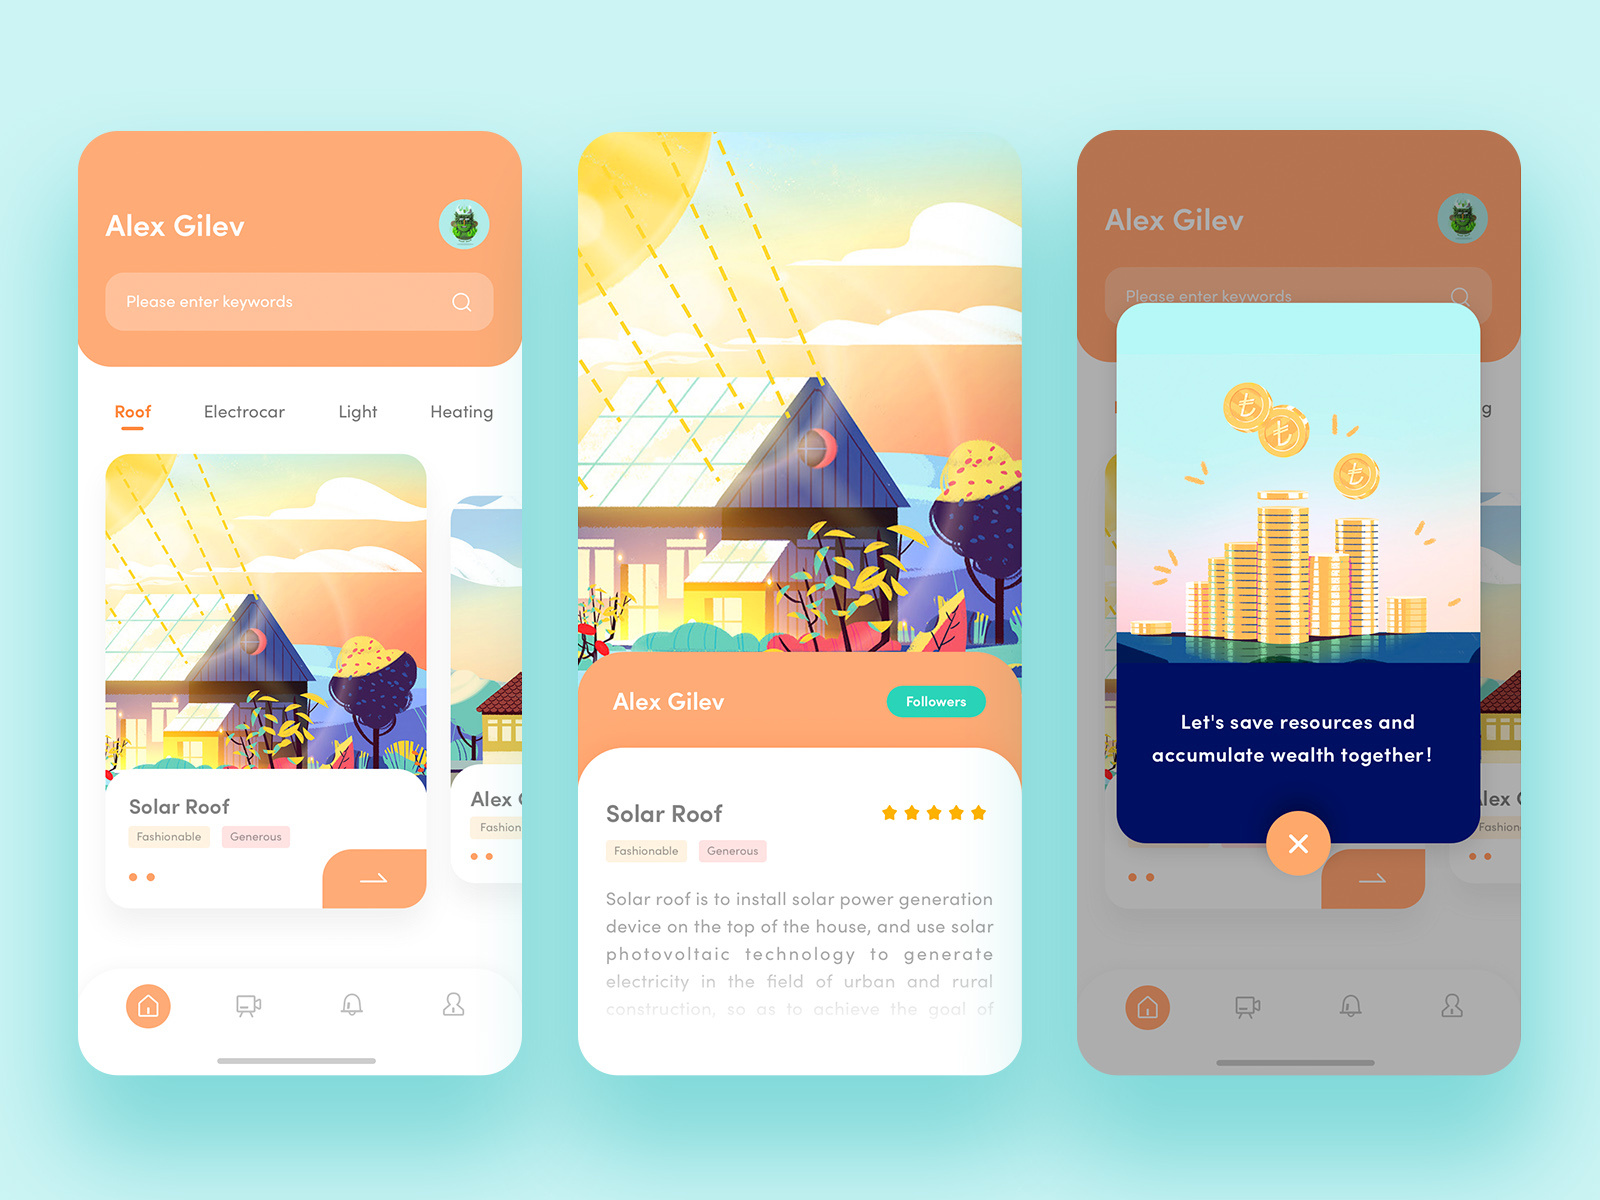 Alex Gilev
Please enter keywords
Roof
Electrocar
Light
Heating
Solar Roof
Fashionable
Generous
Alex
Fashion
Alex Gilev
Followers
Solar Roof
Fashionable
Generous
Solar roof is to install solar power generation
device on the top of the house, and use solar
photovoltaic technology to generate
electricity in the field of urban and rural
construction, so as to achieve the goal of
Alex Gilev
Please enter keywords
g
Let's save resources and
accumulate wealth together!
Alex
Fashion